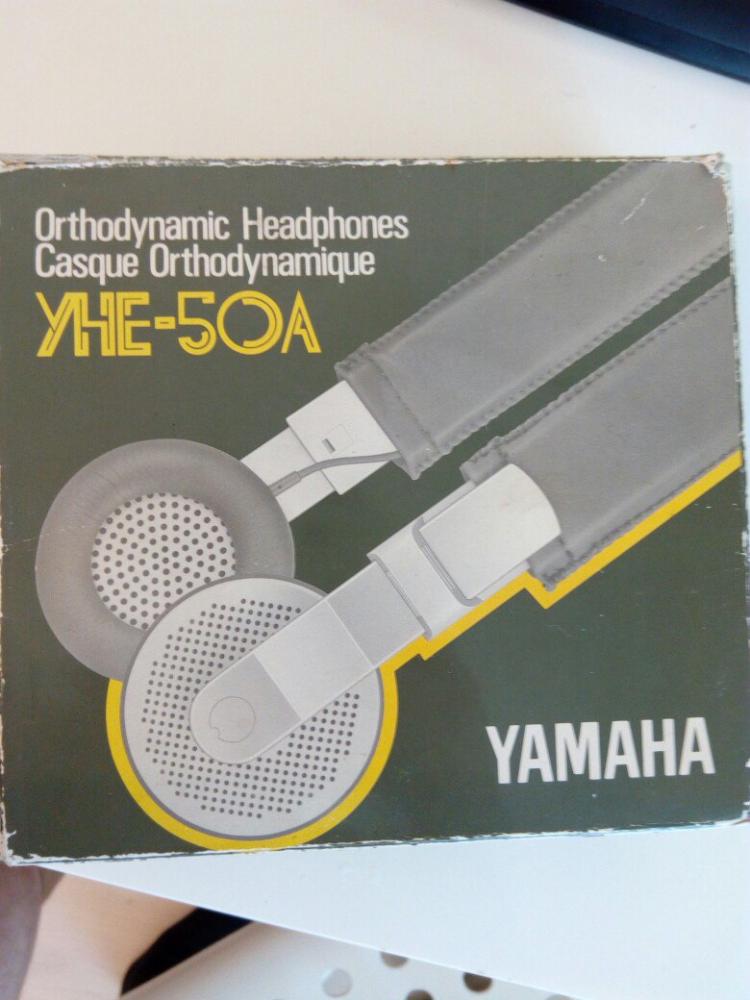 Orthodynamic Headphones
Casque Orthodynamique
YHE-50A
YAMAHA